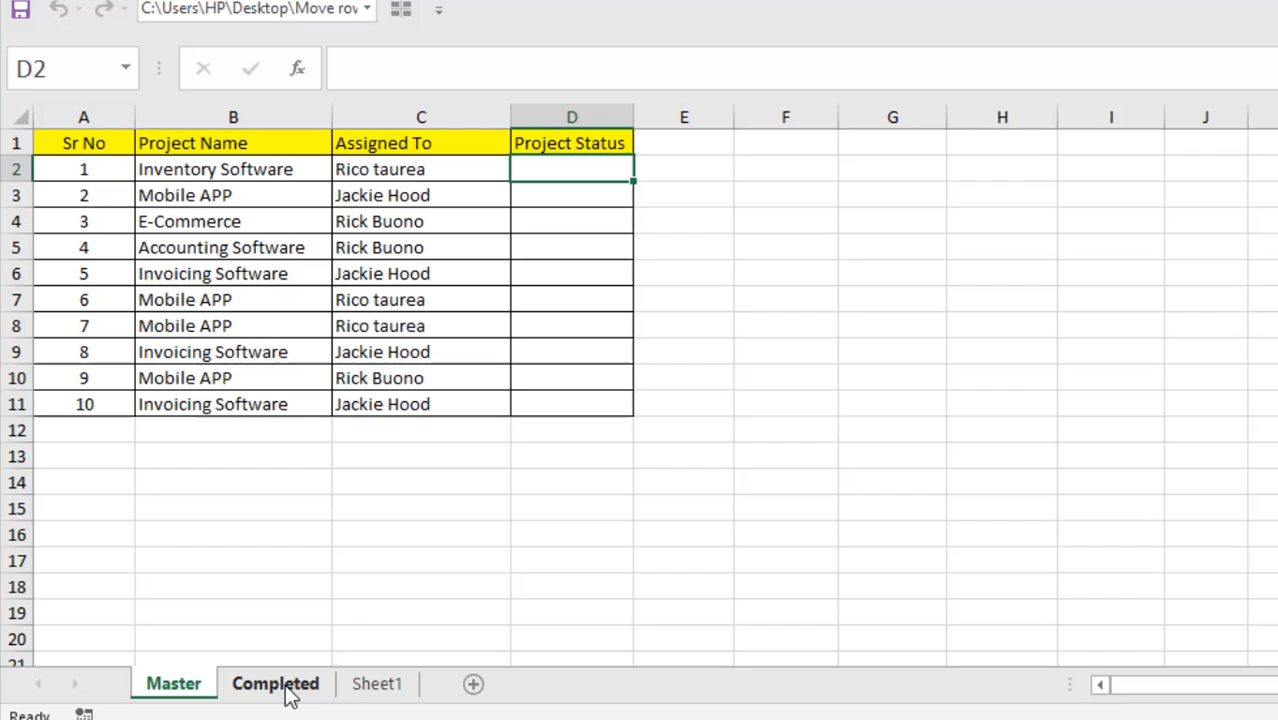 C:\Users\HP\Desktop\Move rov
D2 fx
A B C D E F G H I J
1 Sr No Project Name Assigned To Project Status
2 1 Inventory Software Rico taurea
3 2 Mobile APP Jackie Hood
4 3 E-Commerce Rick Buono
5 4 Accounting Software Rick Buono
6 5 Invoicing Software Jackie Hood
7 6 Mobile APP Rico taurea
8 7 Mobile APP Rico taurea
9 8 Invoicing Software Jackie Hood
10 9 Mobile APP Rick Buono
11 10 Invoicing Software Jackie Hood
12
13
14
15
16
17
18
19
20
21
Master Completed Sheet1
Ready